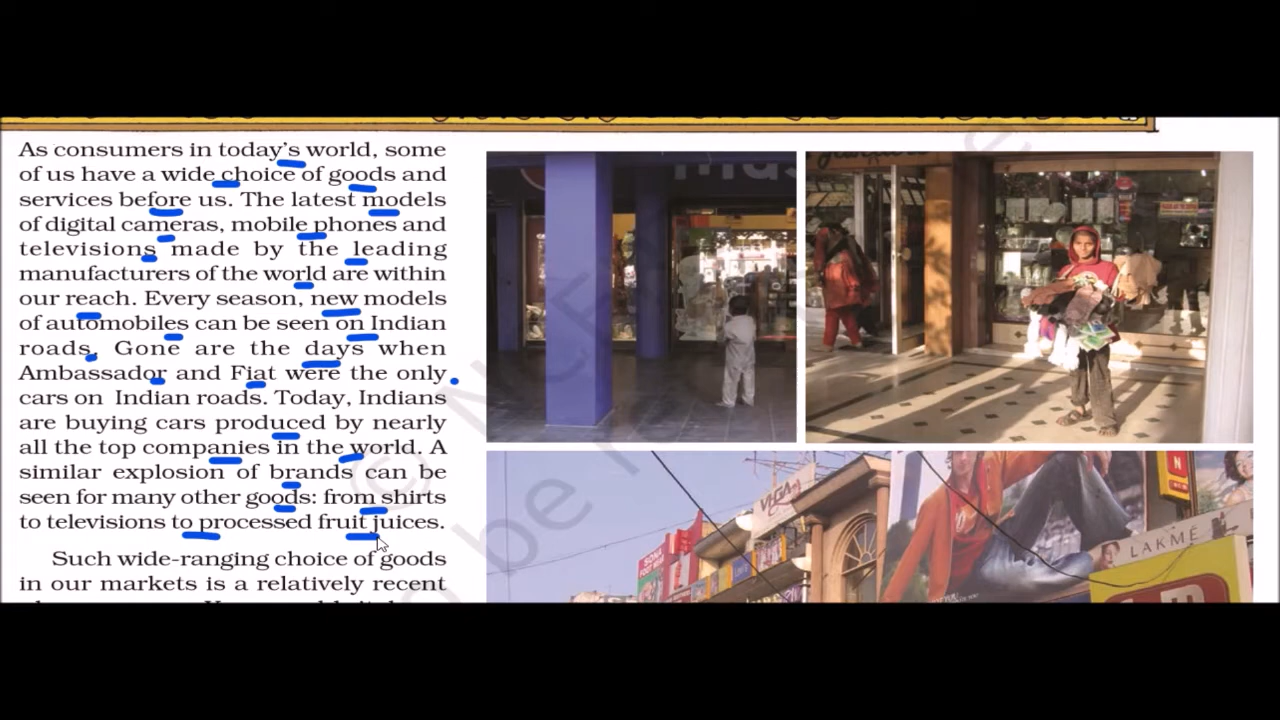 As consumers in today's world, some
of us have a wide choice of goods and
services before us. The latest models
of digital cameras, mobile phones and
televisions made by the leading
manufacturers of the world are within
our reach. Every season, new models
of automobiles can be seen on Indian
roads. Gone are the days when
Ambassador and Fiat were the only
cars on Indian roads. Today, Indians
are buying cars produced by nearly
all the top companies in the world. A
similar explosion of brands can be
seen for many other goods: from shirts
to televisions to processed fruit juices.
Such wide-ranging choice of goods
in our markets is a relatively recent
LAKMÉ